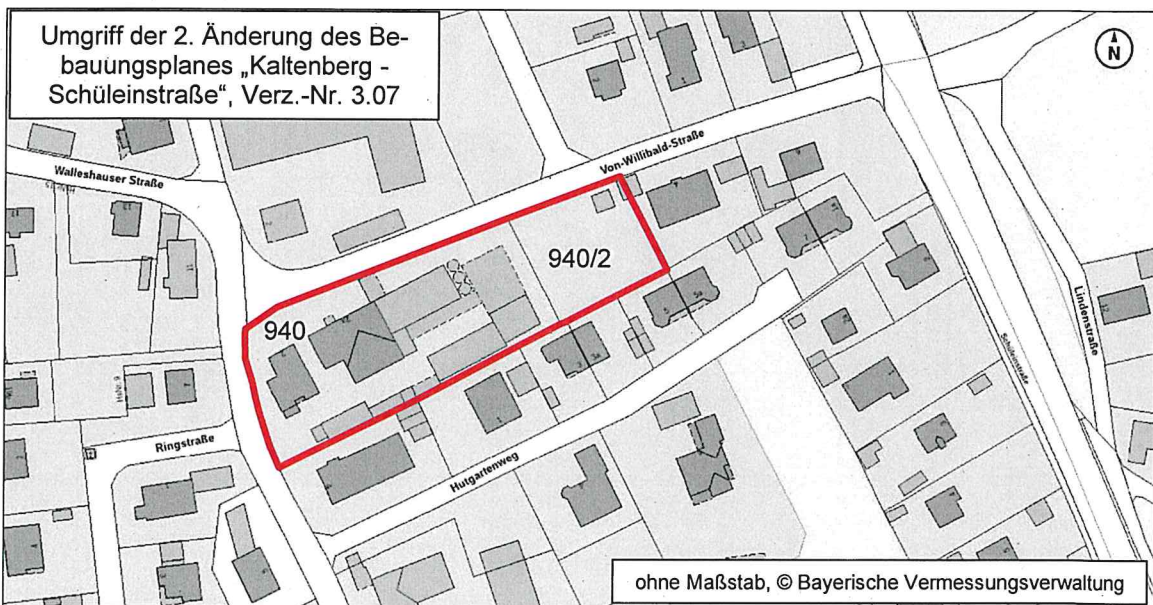 Umgriff der 2. Änderung des Be-
bauungsplanes „Kaltenberg -
Schüleinstraße“, Verz.-Nr. 3.07
N
Von-Willibald-Straße
Walleshauser Straße
940/2
940
Lindenstraße
Schüleinstraße
Ringstraße
Hutgartenweg
ohne Maßstab, © Bayerische Vermessungsverwaltung